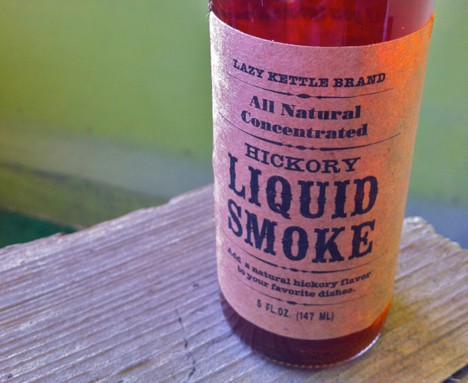 LAZY KETTLE BRAND
All Natural
Concentrated
HICKORY
LIQUID
SMOKE
Add a natural hickory flavor
to your favorite dishes.
5 FL.OZ. (147 ML)